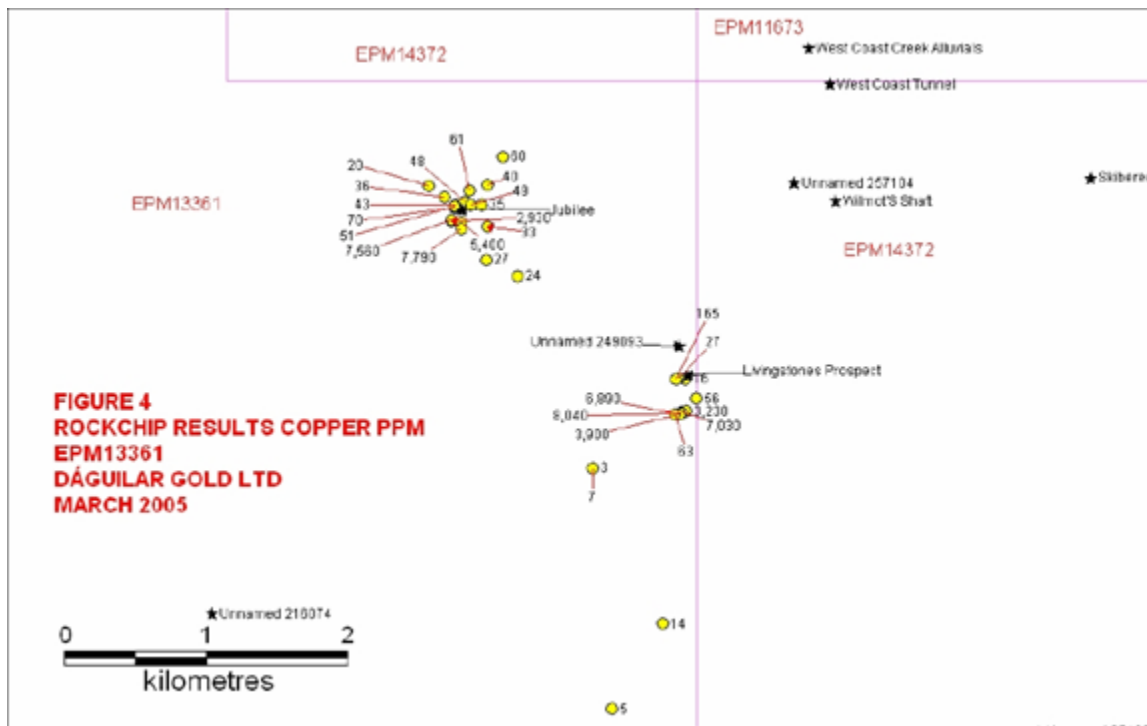 EPM11673
EPM14372
West Coast Creek Alluvials
West Coast Tunnel
61
60
48
20
40
36
49
Unnamed 257104
EPM13361
43
35
Wilmot'S Shaft
70
Jubilee
51
2,930
33
7,560
5,400
7,790
27
EPM14372
24
165
Unnamed 249093
27
Livingstones Prospect
16
FIGURE 4
6,890
56
ROCKCHIP RESULTS COPPER PPM
8,040
3,230
EPM13361
3,900
7,030
63
DÁGUILAR GOLD LTD
3
MARCH 2005
7
Unnamed 216074
14
0 1 2
kilometres
5